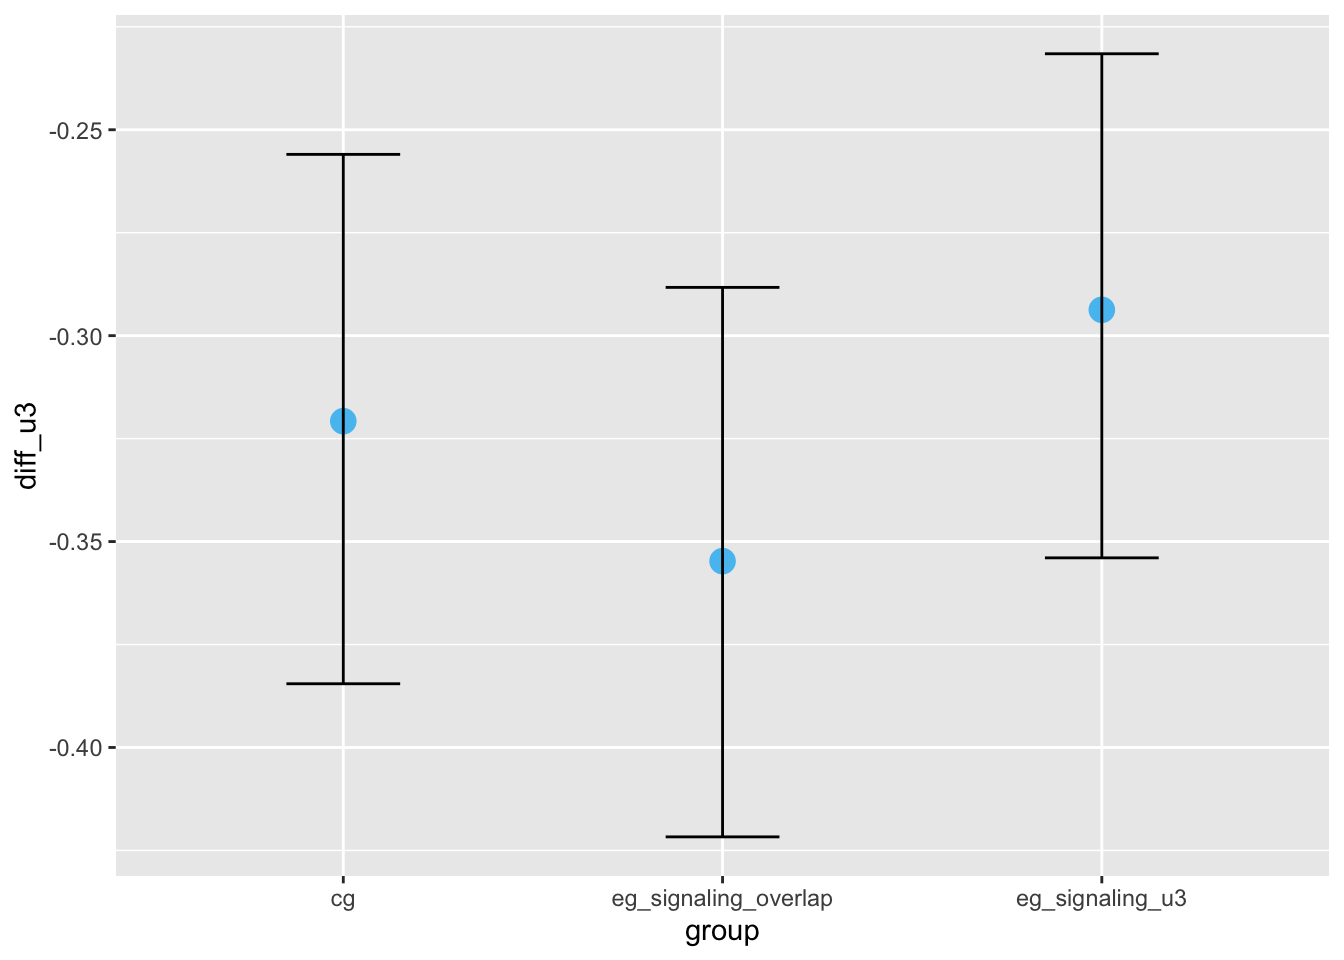 diff_u3
-0.25
-0.30
-0.35
-0.40
cg
eg_signaling_overlap
eg_signaling_u3
group